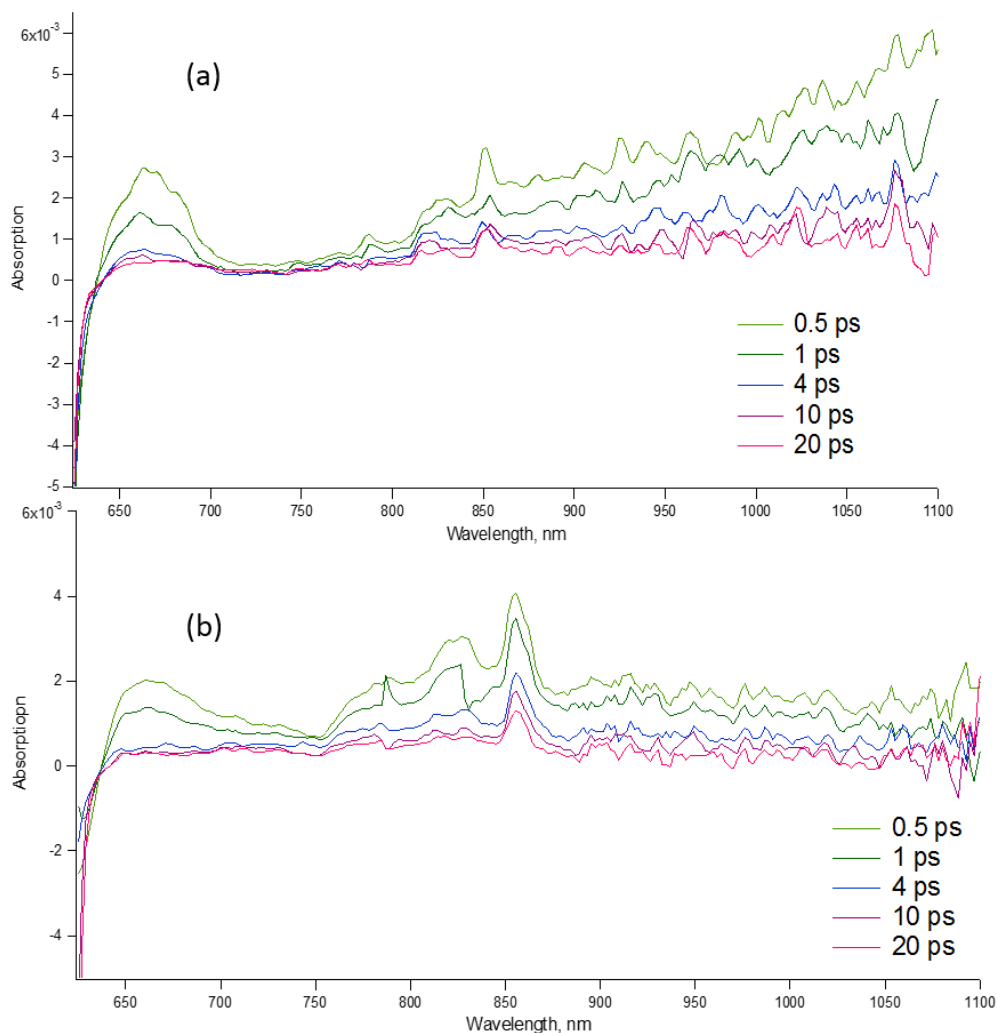 6x10⁻³
(a)
5
4
3
2
1
0
-1
-2
-3
-4
-5
Absorption
0.5 ps
1 ps
4 ps
10 ps
20 ps
650 700 750 800 850 900 950 1000 1050 1100
Wavelength, nm
6x10⁻³
(b)
4
2
0
-2
-4
Absorptiopn
0.5 ps
1 ps
4 ps
10 ps
20 ps
650 700 750 800 850 900 950 1000 1050 1100
Wavelength, nm